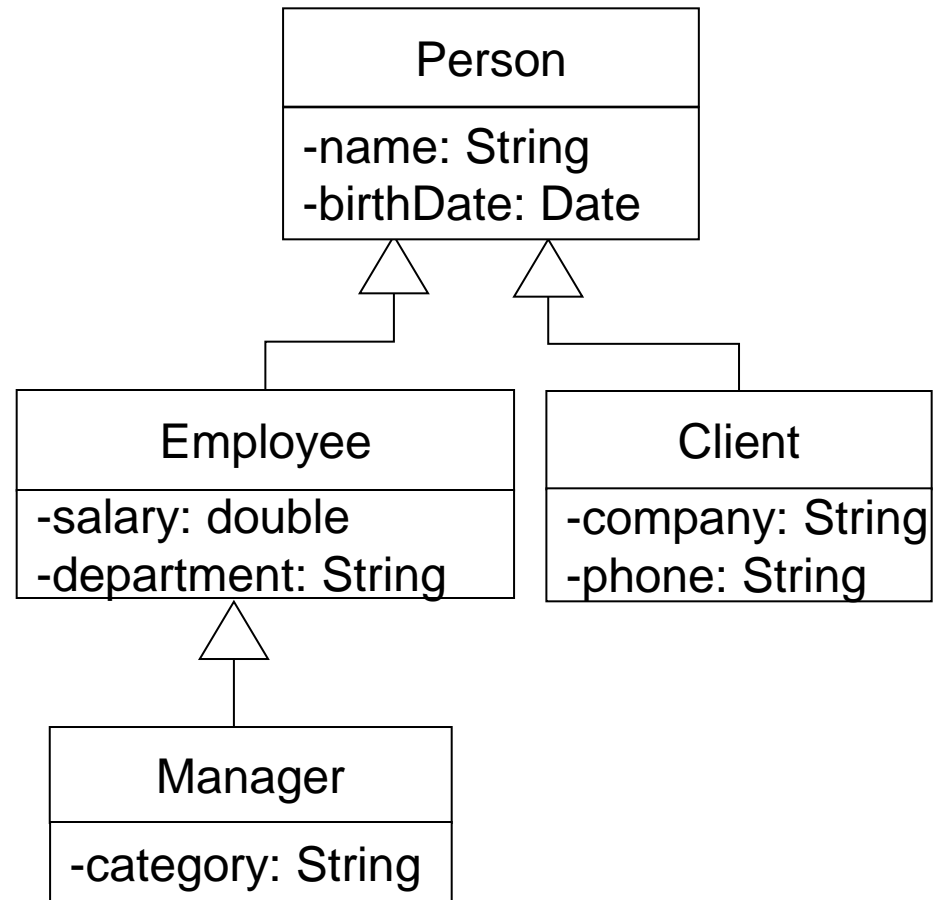 Person
-name: String
-birthDate: Date
Employee
-salary: double
-department: String
Client
-company: String
-phone: String
Manager
-category: String